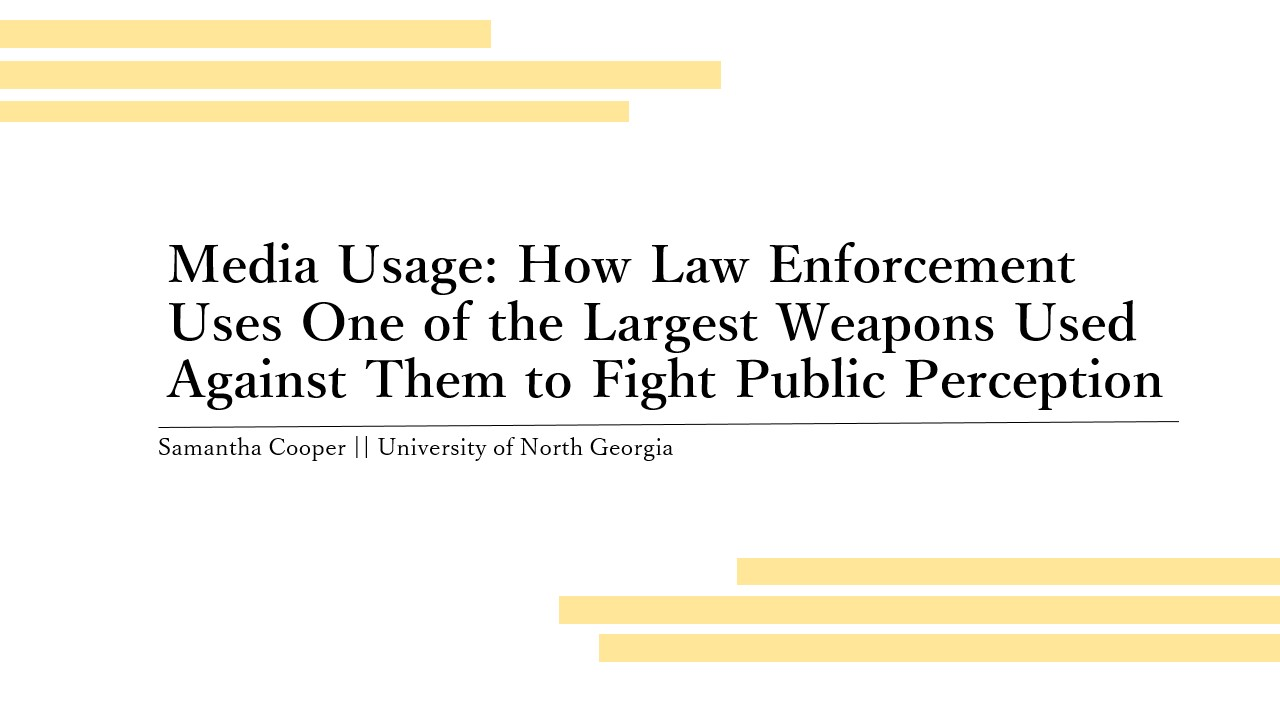 Media Usage: How Law Enforcement
Uses One of the Largest Weapons Used
Against Them to Fight Public Perception
Samantha Cooper || University of North Georgia